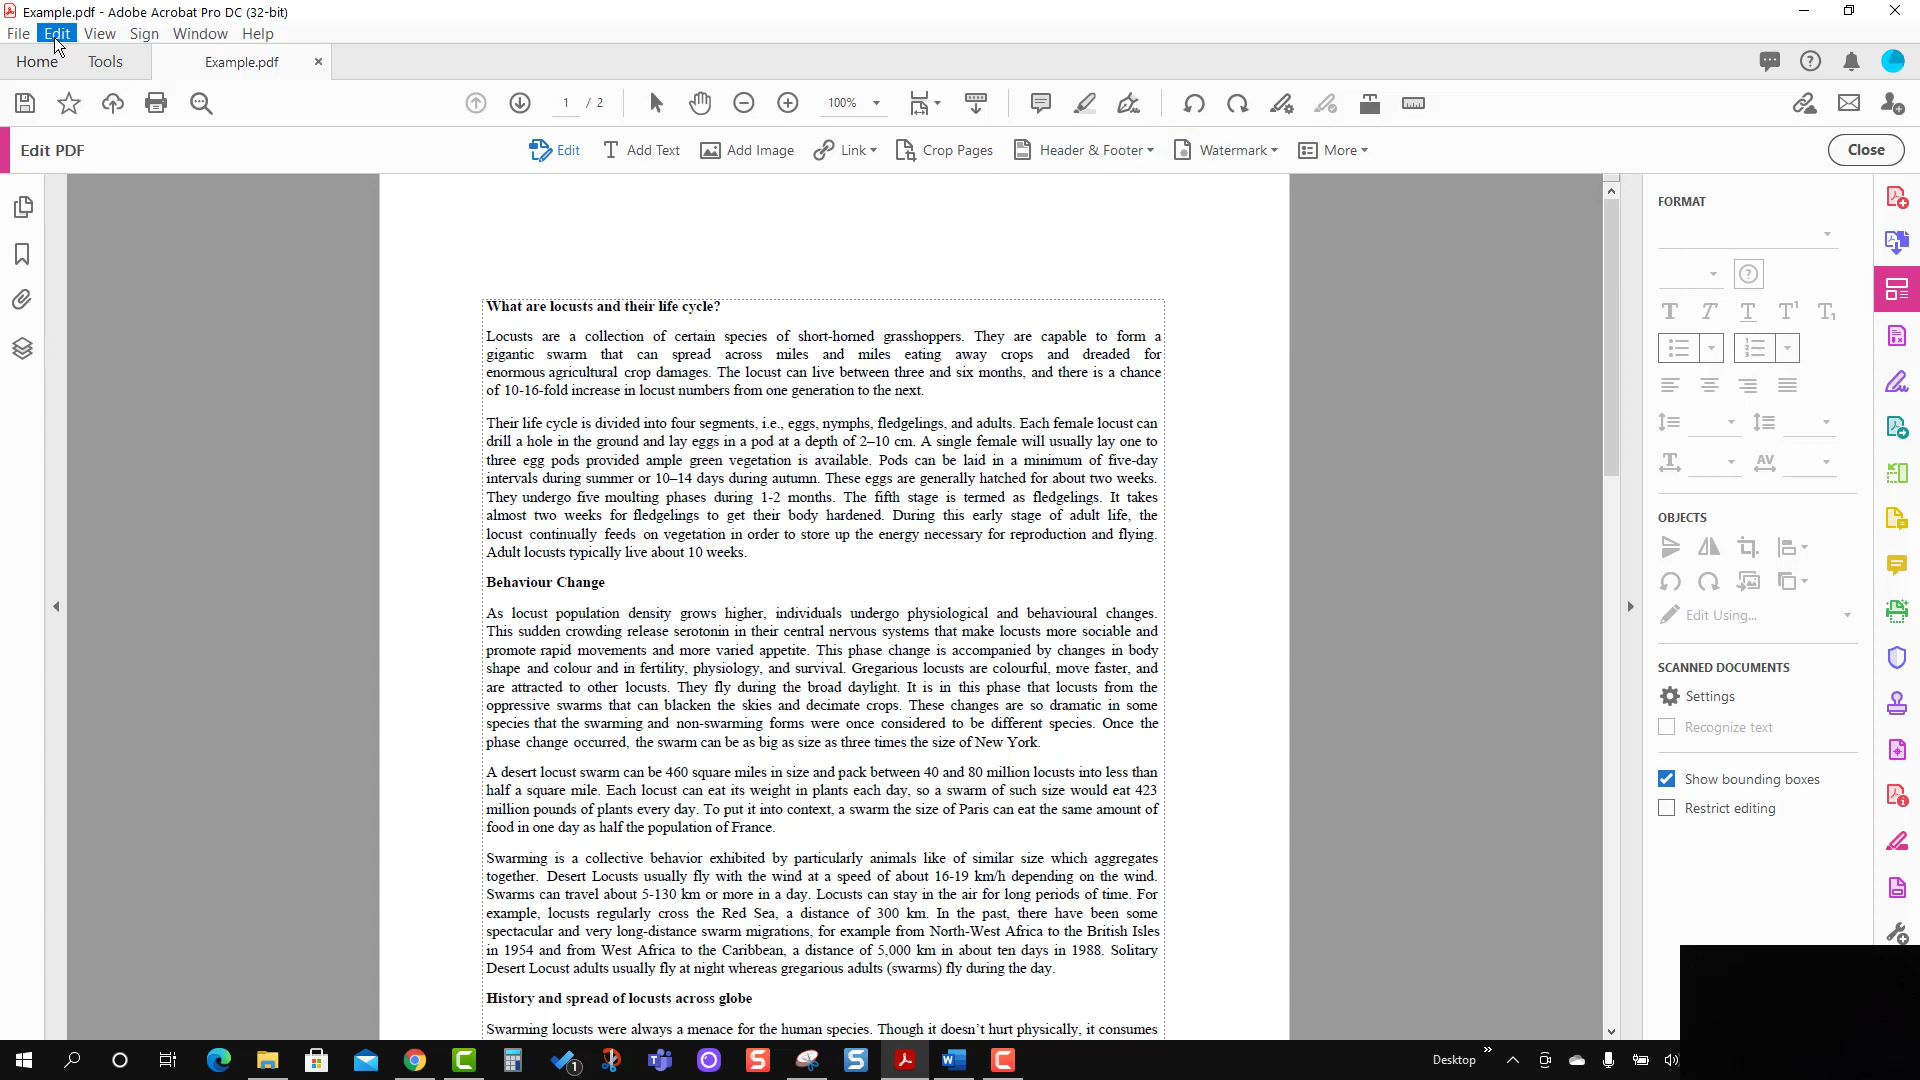 Example.pdf - Adobe Acrobat Pro DC (32-bit)
File Edit View Sign Window Help
Home Tools Example.pdf
1 / 2 100%
Edit PDF Edit Add Text Add Image Link Crop Pages Header & Footer Watermark More Close
FORMAT
What are locusts and their life cycle?
Locusts are a collection of certain species of short-horned grasshoppers. They are capable to form a
gigantic swarm that can spread across miles and miles eating away crops and dreaded for
enormous agricultural crop damages. The locust can live between three and six months, and there is a chance
of 10-16-fold increase in locust numbers from one generation to the next.
Their life cycle is divided into four segments, i.e., eggs, nymphs, fledgelings, and adults. Each female locust can
drill a hole in the ground and lay eggs in a pod at a depth of 2–10 cm. A single female will usually lay one to
three egg pods provided ample green vegetation is available. Pods can be laid in a minimum of five-day
intervals during summer or 10–14 days during autumn. These eggs are generally hatched for about two weeks.
They undergo five moulting phases during 1-2 months. The fifth stage is termed as fledgelings. It takes
almost two weeks for fledgelings to get their body hardened. During this early stage of adult life, the
locust continually feeds on vegetation in order to store up the energy necessary for reproduction and flying.
Adult locusts typically live about 10 weeks.
Behaviour Change
As locust population density grows higher, individuals undergo physiological and behavioural changes.
This sudden crowding release serotonin in their central nervous systems that make locusts more sociable and
promote rapid movements and more varied appetite. This phase change is accompanied by changes in body
shape and colour and in fertility, physiology, and survival. Gregarious locusts are colourful, move faster, and
are attracted to other locusts. They fly during the broad daylight. It is in this phase that locusts from the
oppressive swarms that can blacken the skies and decimate crops. These changes are so dramatic in some
species that the swarming and non-swarming forms were once considered to be different species. Once the
phase change occurred, the swarm can be as big as size as three times the size of New York.
A desert locust swarm can be 460 square miles in size and pack between 40 and 80 million locusts into less than
half a square mile. Each locust can eat its weight in plants each day, so a swarm of such size would eat 423
million pounds of plants every day. To put it into context, a swarm the size of Paris can eat the same amount of
food in one day as half the population of France.
Swarming is a collective behavior exhibited by particularly animals like of similar size which aggregates
together. Desert Locusts usually fly with the wind at a speed of about 16-19 km/h depending on the wind.
Swarms can travel about 5-130 km or more in a day. Locusts can stay in the air for long periods of time. For
example, locusts regularly cross the Red Sea, a distance of 300 km. In the past, there have been some
spectacular and very long-distance swarm migrations, for example from North-West Africa to the British Isles
in 1954 and from West Africa to the Caribbean, a distance of 5,000 km in about ten days in 1988. Solitary
Desert Locust adults usually fly at night whereas gregarious adults (swarms) fly during the day.
History and spread of locusts across globe
Swarming locusts were always a menace for the human species. Though it doesn't hurt physically, it consumes
OBJECTS
Edit Using...
SCANNED DOCUMENTS
Settings
Recognize text
Show bounding boxes
Restrict editing
Desktop